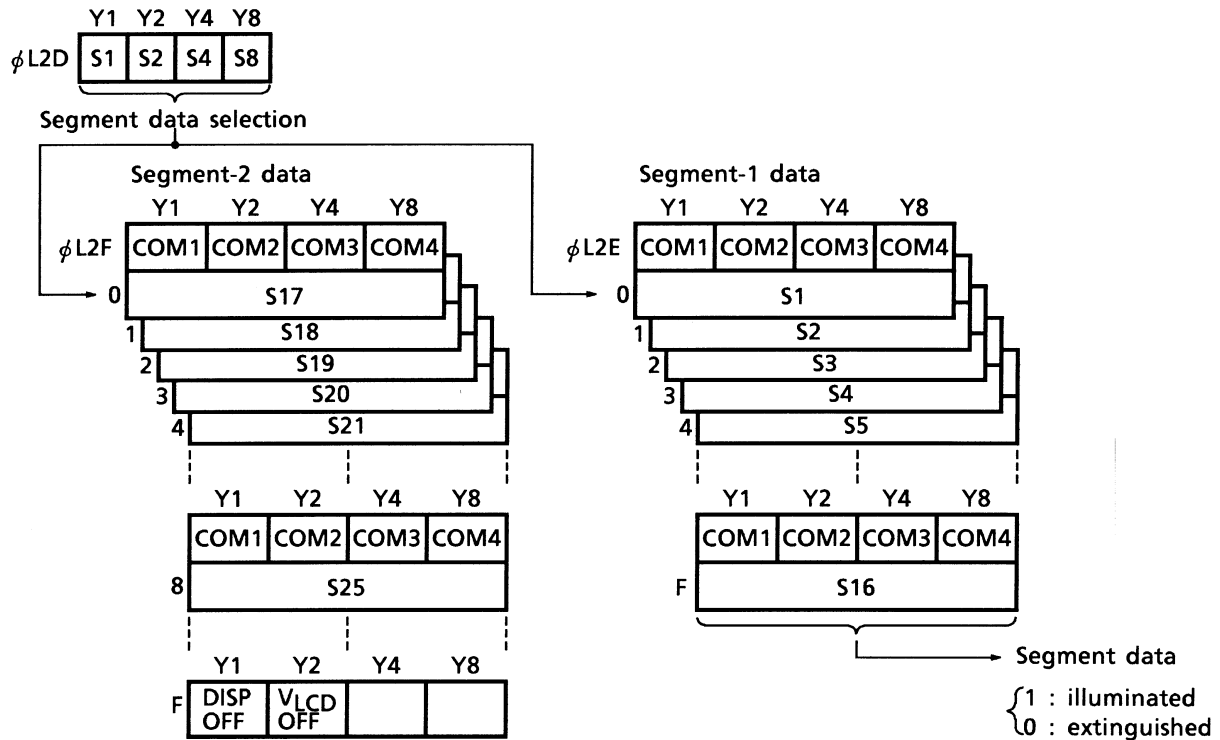 Y1 Y2 Y4 Y8
ϕL2D S1 S2 S4 S8
Segment data selection
Segment-2 data
Y1 Y2 Y4 Y8
ϕL2F COM1 COM2 COM3 COM4
0 S17
1 S18
2 S19
3 S20
4 S21
Y1 Y2 Y4 Y8
COM1 COM2 COM3 COM4
8 S25
Y1 Y2 Y4 Y8
F DISP OFF VLCD OFF
Segment-1 data
Y1 Y2 Y4 Y8
ϕL2E COM1 COM2 COM3 COM4
0 S1
1 S2
2 S3
3 S4
4 S5
Y1 Y2 Y4 Y8
COM1 COM2 COM3 COM4
F S16
Segment data
1 : illuminated
0 : extinguished